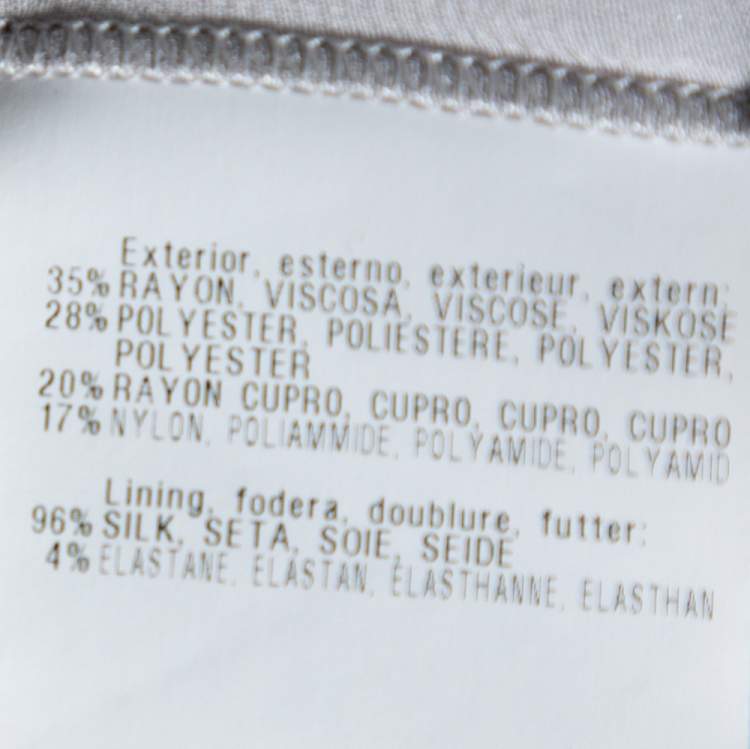 Exterior, esterno, exterieur, extern:
35% RAYON, VISCOSA, VISCOSE, VISKOSE
28% POLYESTER, POLIESTERE, POLYESTER,
POLYESTER
20% RAYON CUPRO, CUPRO, CUPRO, CUPRO
17% NYLON, POLIAMMIDE, POLYAMIDE, POLYAMID
Lining, fodera, doublure, futter:
96% SILK, SETA, SOIE, SEIDE
4% ELASTANE, ELASTAN, ÉLASTHANNE, ELASTHAN